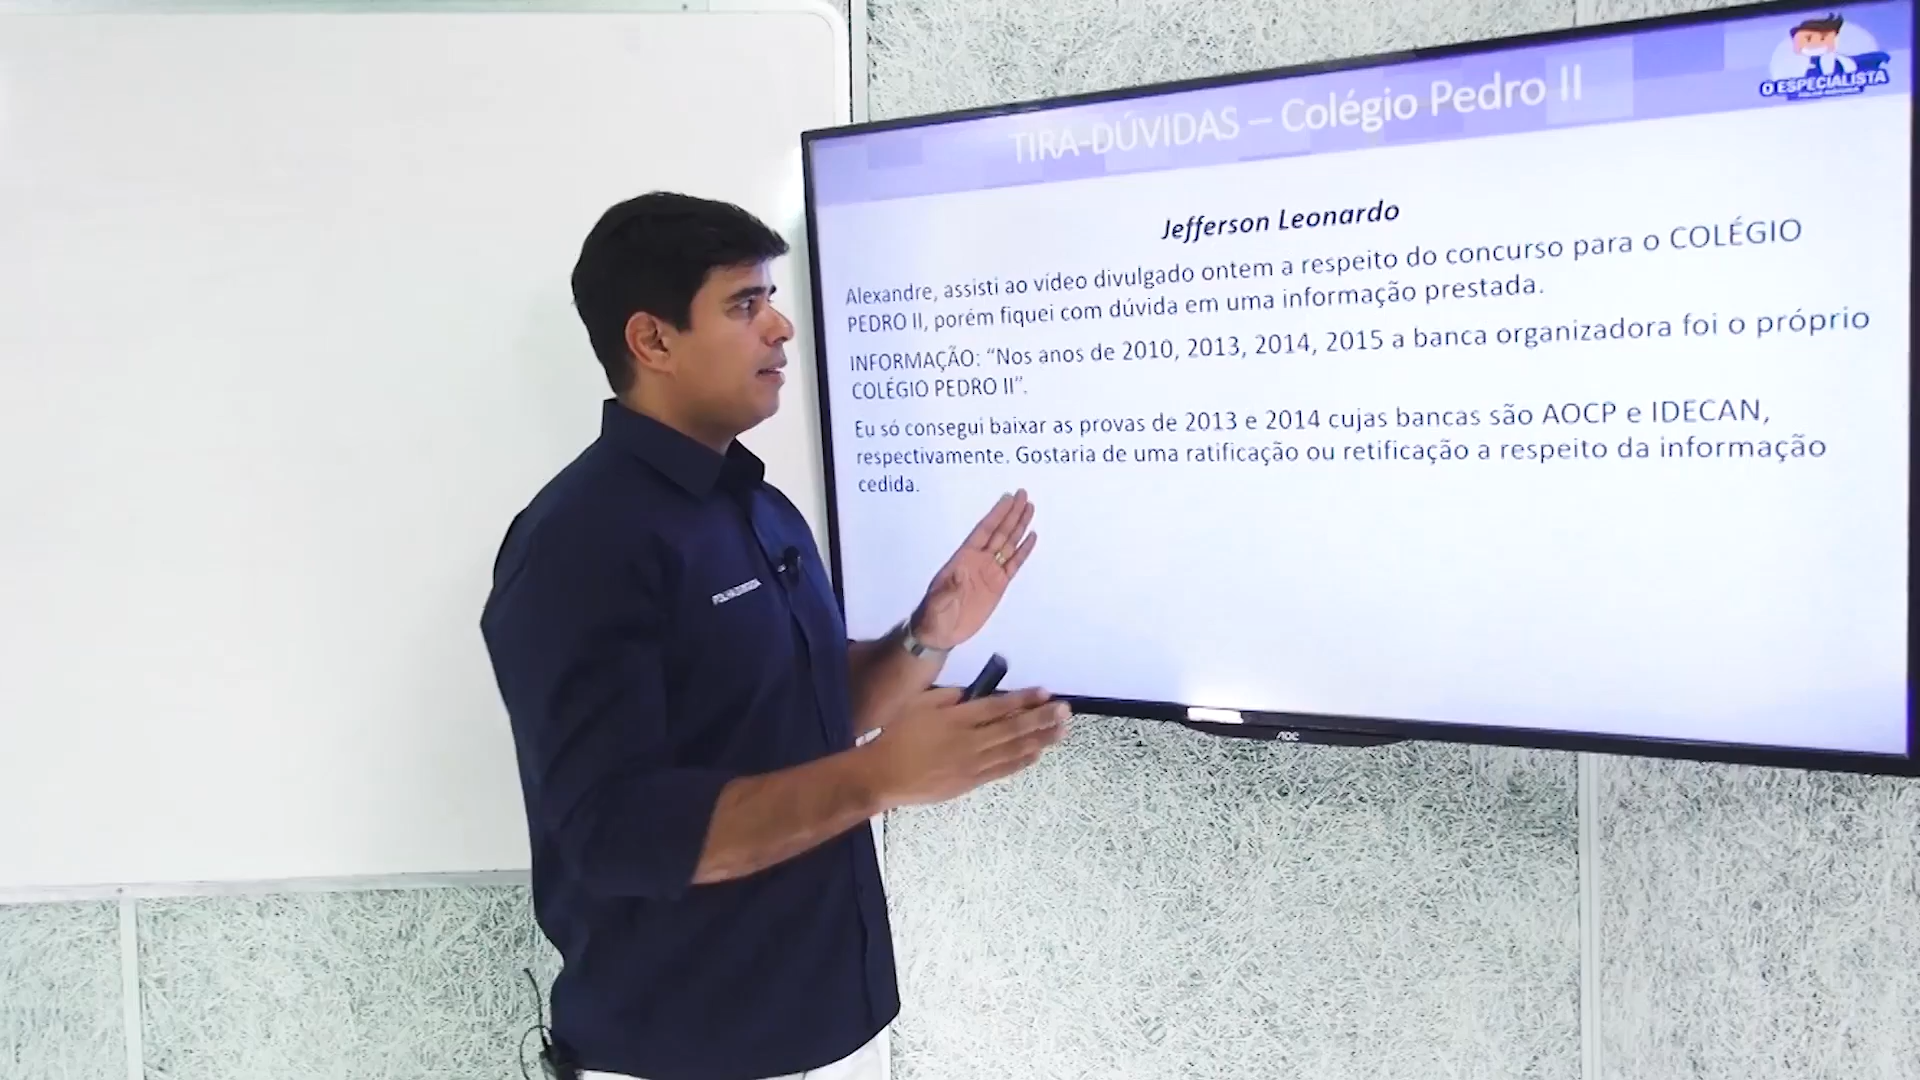 TIRA-DÚVIDAS – Colégio Pedro II
O ESPECIALISTA
Jefferson Leonardo
Alexandre, assisti ao vídeo divulgado ontem a respeito do concurso para o COLÉGIO
PEDRO II, porém fiquei com dúvida em uma informação prestada.
INFORMAÇÃO: “Nos anos de 2010, 2013, 2014, 2015 a banca organizadora foi o próprio
COLÉGIO PEDRO II”.
Eu só consegui baixar as provas de 2013 e 2014 cujas bancas são AOCP e IDECAN,
respectivamente. Gostaria de uma ratificação ou retificação a respeito da informação
cedida.
AOC